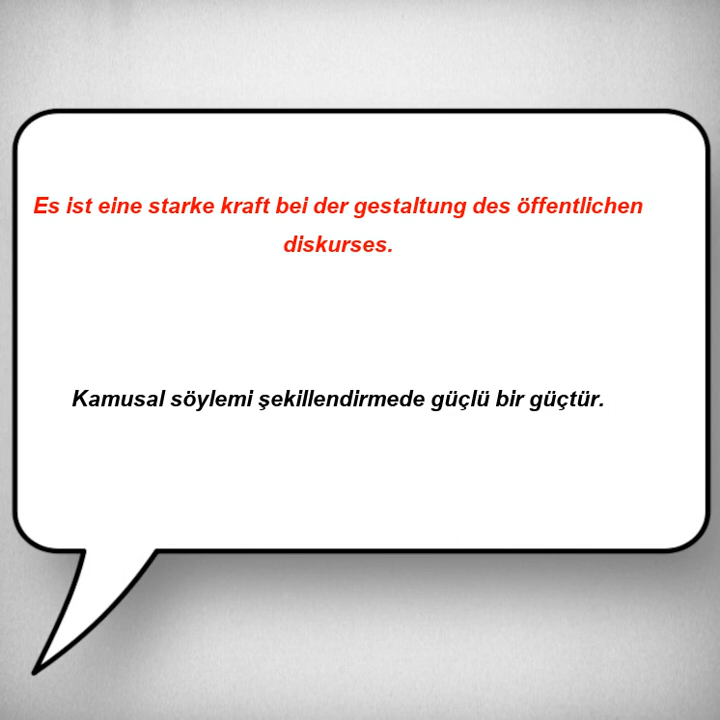 Es ist eine starke kraft bei der gestaltung des öffentlichen
diskurses.
Kamusal söylemi şekillendirmede güçlü bir güçtür.